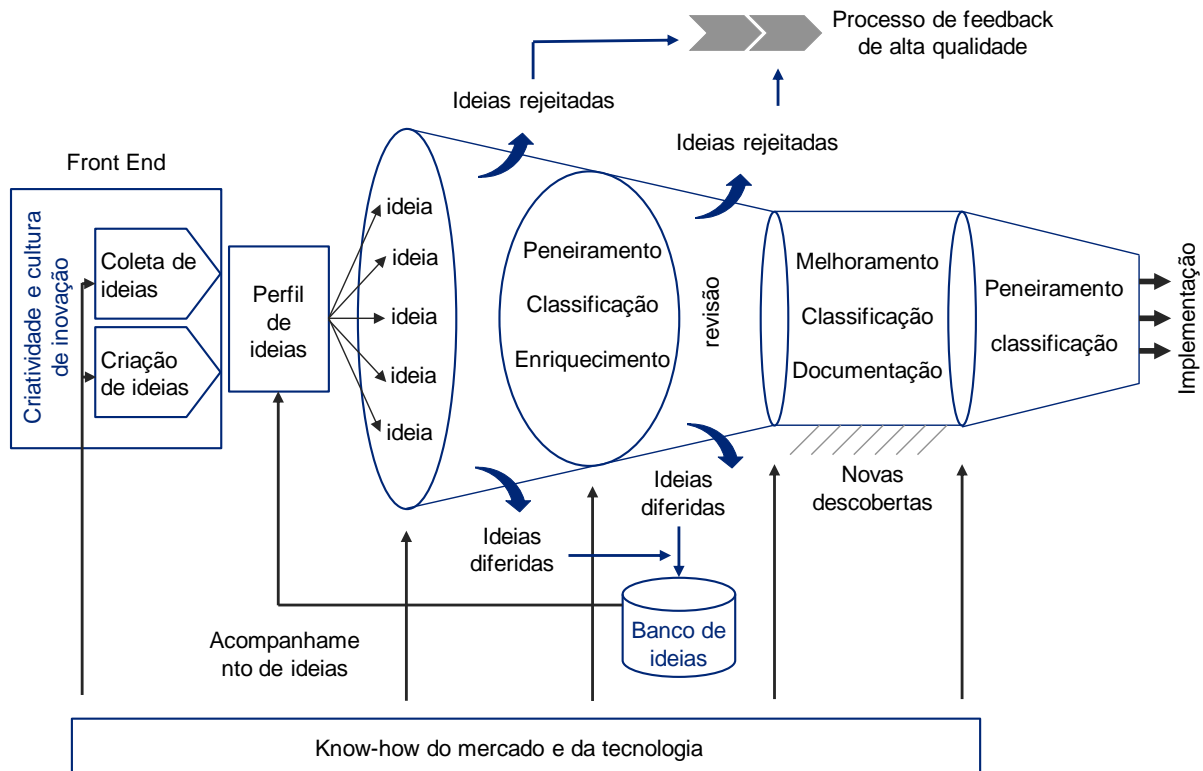 Processo de feedback
de alta qualidade
Ideias rejeitadas
Ideias rejeitadas
Front End
Criatividade e cultura
de inovação
Coleta de
ideias
Criação
de ideias
Perfil
de
ideias
ideia
ideia
ideia
ideia
ideia
Peneiramento
Classificação
Enriquecimento
revisão
Melhoramento
Classificação
Documentação
Peneiramento
classificação
Implementação
Novas
descobertas
Ideias
diferidas
Ideias
diferidas
Banco de
ideias
Acompanhame
nto de ideias
Know-how do mercado e da tecnologia